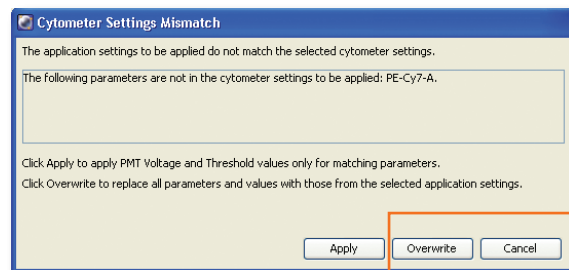 Cytometer Settings Mismatch
The application settings to be applied do not match the selected cytometer settings.
The following parameters are not in the cytometer settings to be applied: PE-Cy7-A.
Click Apply to apply PMT Voltage and Threshold values only for matching parameters.
Click Overwrite to replace all parameters and values with those from the selected application settings.
Apply Overwrite Cancel